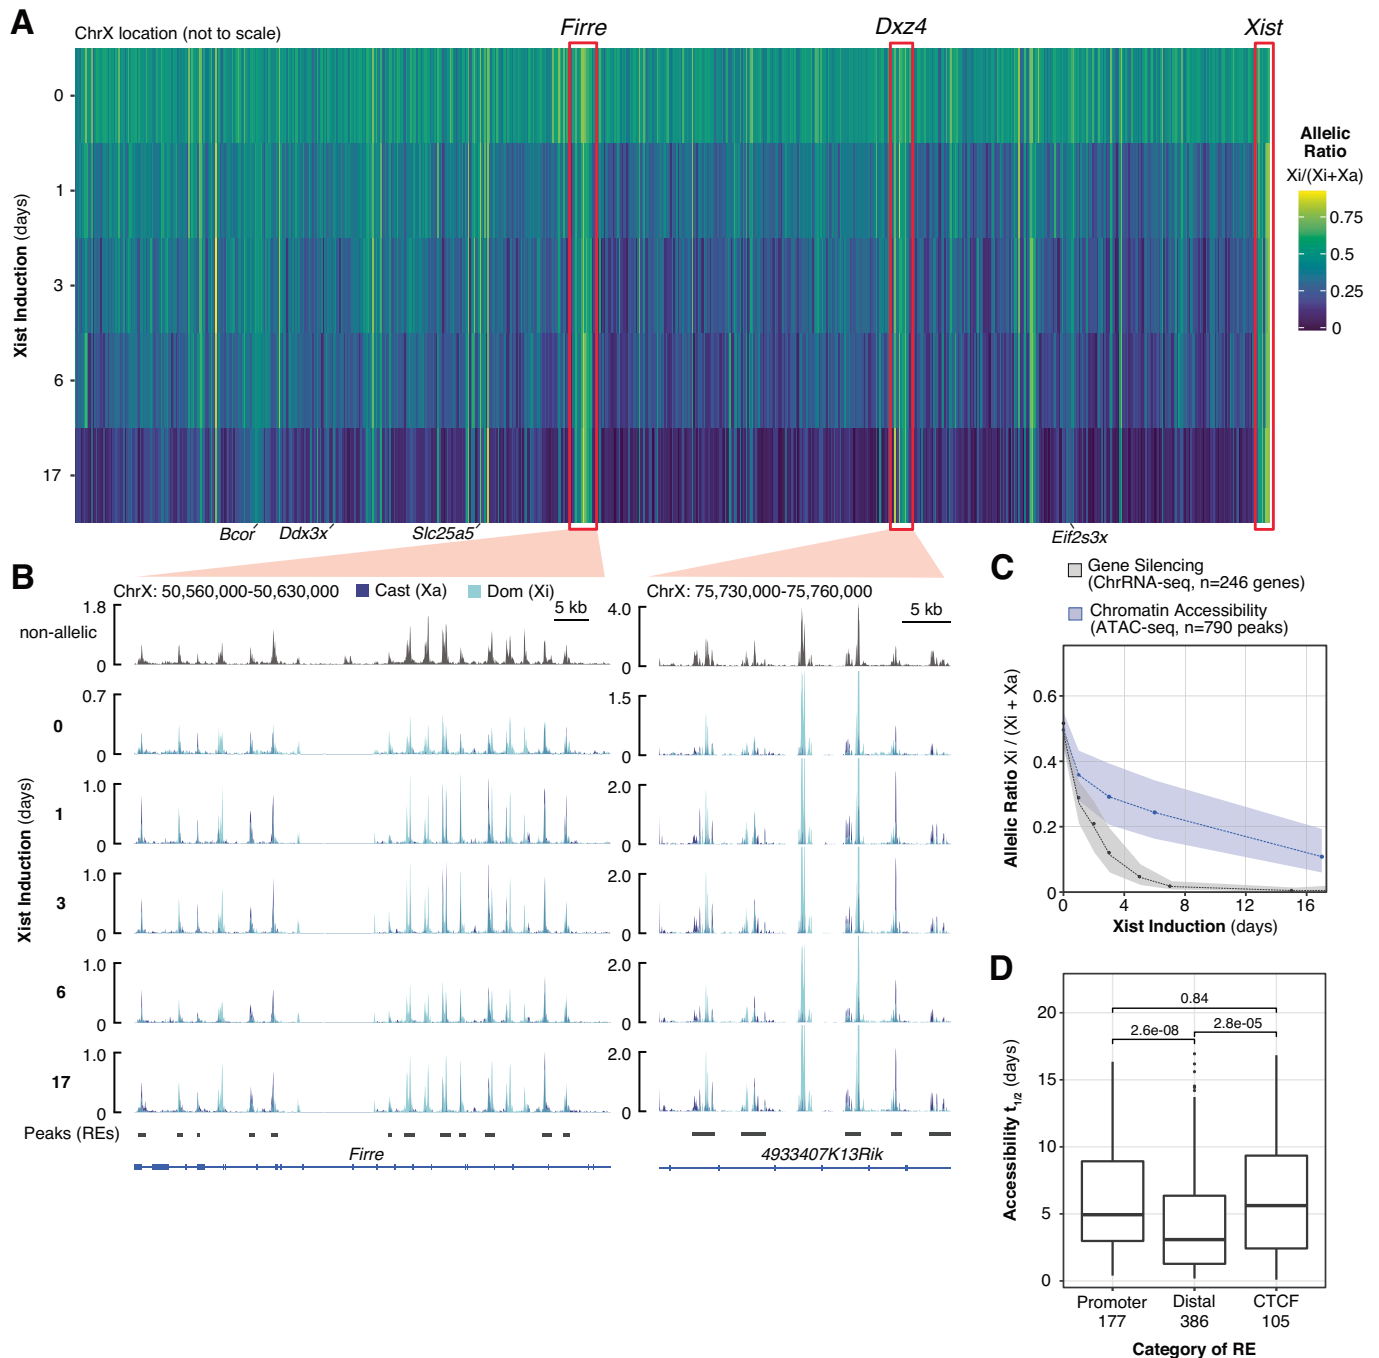 A
ChrX location (not to scale)
Firre
Dxz4
Xist
0
1
3
6
17
Xist Induction (days)
Allelic
Ratio
Xi/(Xi+Xa)
0.75
0.5
0.25
0
Bcor
Ddx3x
Slc25a5
Eif2s3x
B
ChrX: 50,560,000-50,630,000
Cast (Xa)
Dom (Xi)
5 kb
ChrX: 75,730,000-75,760,000
5 kb
non-allelic
1.8
0
4.0
0
0
0.7
0
1.5
0
1
1.0
0
2.0
0
3
1.0
0
2.0
0
6
1.0
0
2.0
0
17
1.0
0
2.0
0
Xist Induction (days)
Peaks (REs)
Firre
4933407K13Rik
C
Gene Silencing
(ChrRNA-seq, n=246 genes)
Chromatin Accessibility
(ATAC-seq, n=790 peaks)
Allelic Ratio Xi / (Xi + Xa)
0.6
0.4
0.2
0
0
4
8
12
16
Xist Induction (days)
D
Accessibility t1/2 (days)
20
15
10
5
0
0.84
2.6e-08
2.8e-05
Promoter
177
Distal
386
CTCF
105
Category of RE